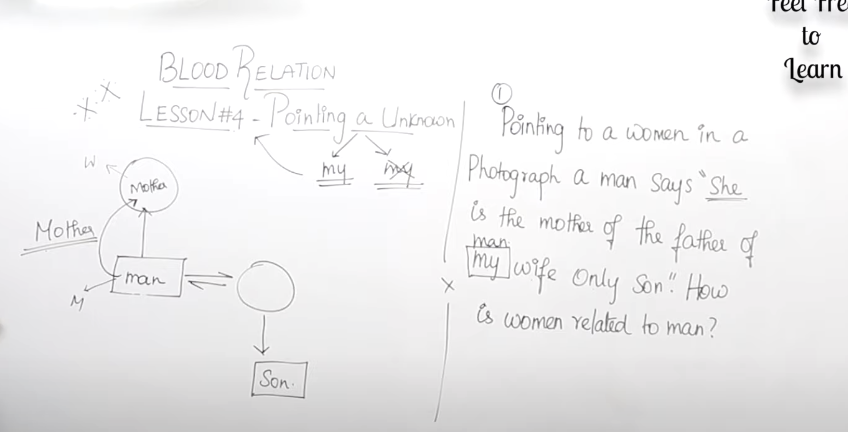 Feel Free
to
Learn
BLOOD RELATION
LESSON#4 - Pointing a Unknown
my my
W
Mother
Mother
man
M
Son.
①
Pointing to a women in a
Photograph a man says "She
is the mother of the father of
man
my wife Only Son". How
is women related to man?